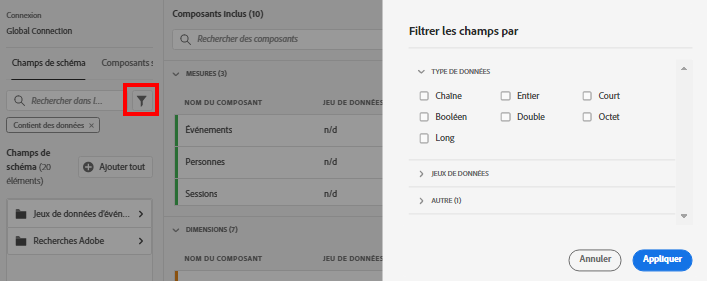 Connexion
Global Connection
Champs de schéma
Composants s
Rechercher dans l...
Contient des données ×
Champs de
schéma (20
éléments)
Ajouter tout
Jeux de données d'évén...
Recherches Adobe
Composants Inclus (10)
Rechercher des composants
MESURES (3)
NOM DU COMPOSANT
JEU DE DONNÉES
Événements
n/d
Personnes
n/d
Sessions
n/d
DIMENSIONS (7)
NOM DU COMPOSANT
JEU DE DONNÉES
Filtrer les champs par
TYPE DE DONNÉES
Chaîne
Entier
Court
Booléen
Double
Octet
Long
JEUX DE DONNÉES
AUTRE (1)
Annuler
Appliquer